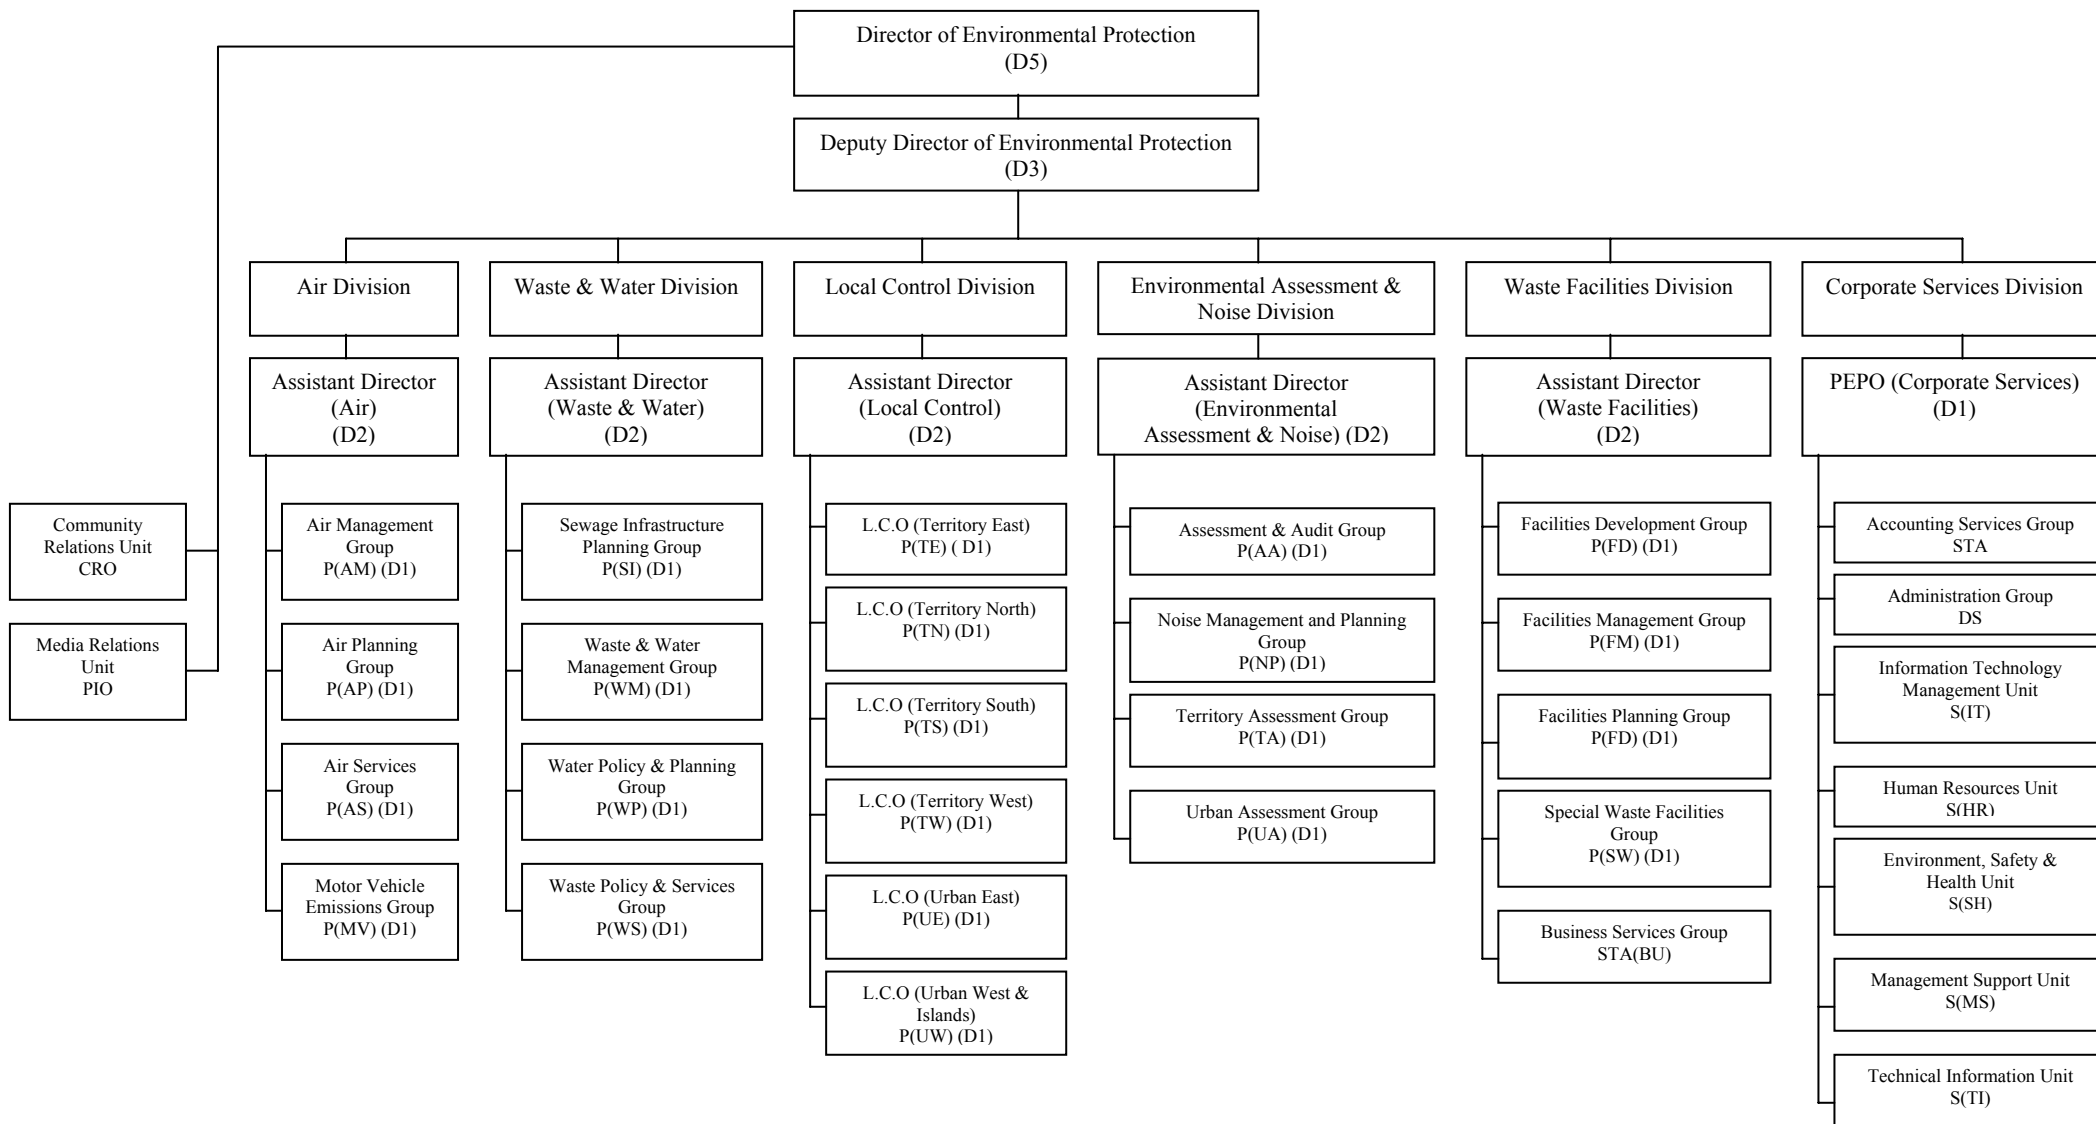 Director of Environmental Protection
(D5)
Deputy Director of Environmental Protection
(D3)
Air Division
Waste & Water Division
Local Control Division
Environmental Assessment &
Noise Division
Waste Facilities Division
Corporate Services Division
Assistant Director
(Air)
(D2)
Assistant Director
(Waste & Water)
(D2)
Assistant Director
(Local Control)
(D2)
Assistant Director
(Environmental
Assessment & Noise) (D2)
Assistant Director
(Waste Facilities)
(D2)
PEPO (Corporate Services)
(D1)
Community
Relations Unit
CRO
Media Relations
Unit
PIO
Air Management
Group
P(AM) (D1)
Air Planning
Group
P(AP) (D1)
Air Services
Group
P(AS) (D1)
Motor Vehicle
Emissions Group
P(MV) (D1)
Sewage Infrastructure
Planning Group
P(SI) (D1)
Waste & Water
Management Group
P(WM) (D1)
Water Policy & Planning
Group
P(WP) (D1)
Waste Policy & Services
Group
P(WS) (D1)
L.C.O (Territory East)
P(TE) ( D1)
L.C.O (Territory North)
P(TN) (D1)
L.C.O (Territory South)
P(TS) (D1)
L.C.O (Territory West)
P(TW) (D1)
L.C.O (Urban East)
P(UE) (D1)
L.C.O (Urban West &
Islands)
P(UW) (D1)
Assessment & Audit Group
P(AA) (D1)
Noise Management and Planning
Group
P(NP) (D1)
Territory Assessment Group
P(TA) (D1)
Urban Assessment Group
P(UA) (D1)
Facilities Development Group
P(FD) (D1)
Facilities Management Group
P(FM) (D1)
Facilities Planning Group
P(FD) (D1)
Special Waste Facilities
Group
P(SW) (D1)
Business Services Group
STA(BU)
Accounting Services Group
STA
Administration Group
DS
Information Technology
Management Unit
S(IT)
Human Resources Unit
S(HR)
Environment, Safety &
Health Unit
S(SH)
Management Support Unit
S(MS)
Technical Information Unit
S(TI)